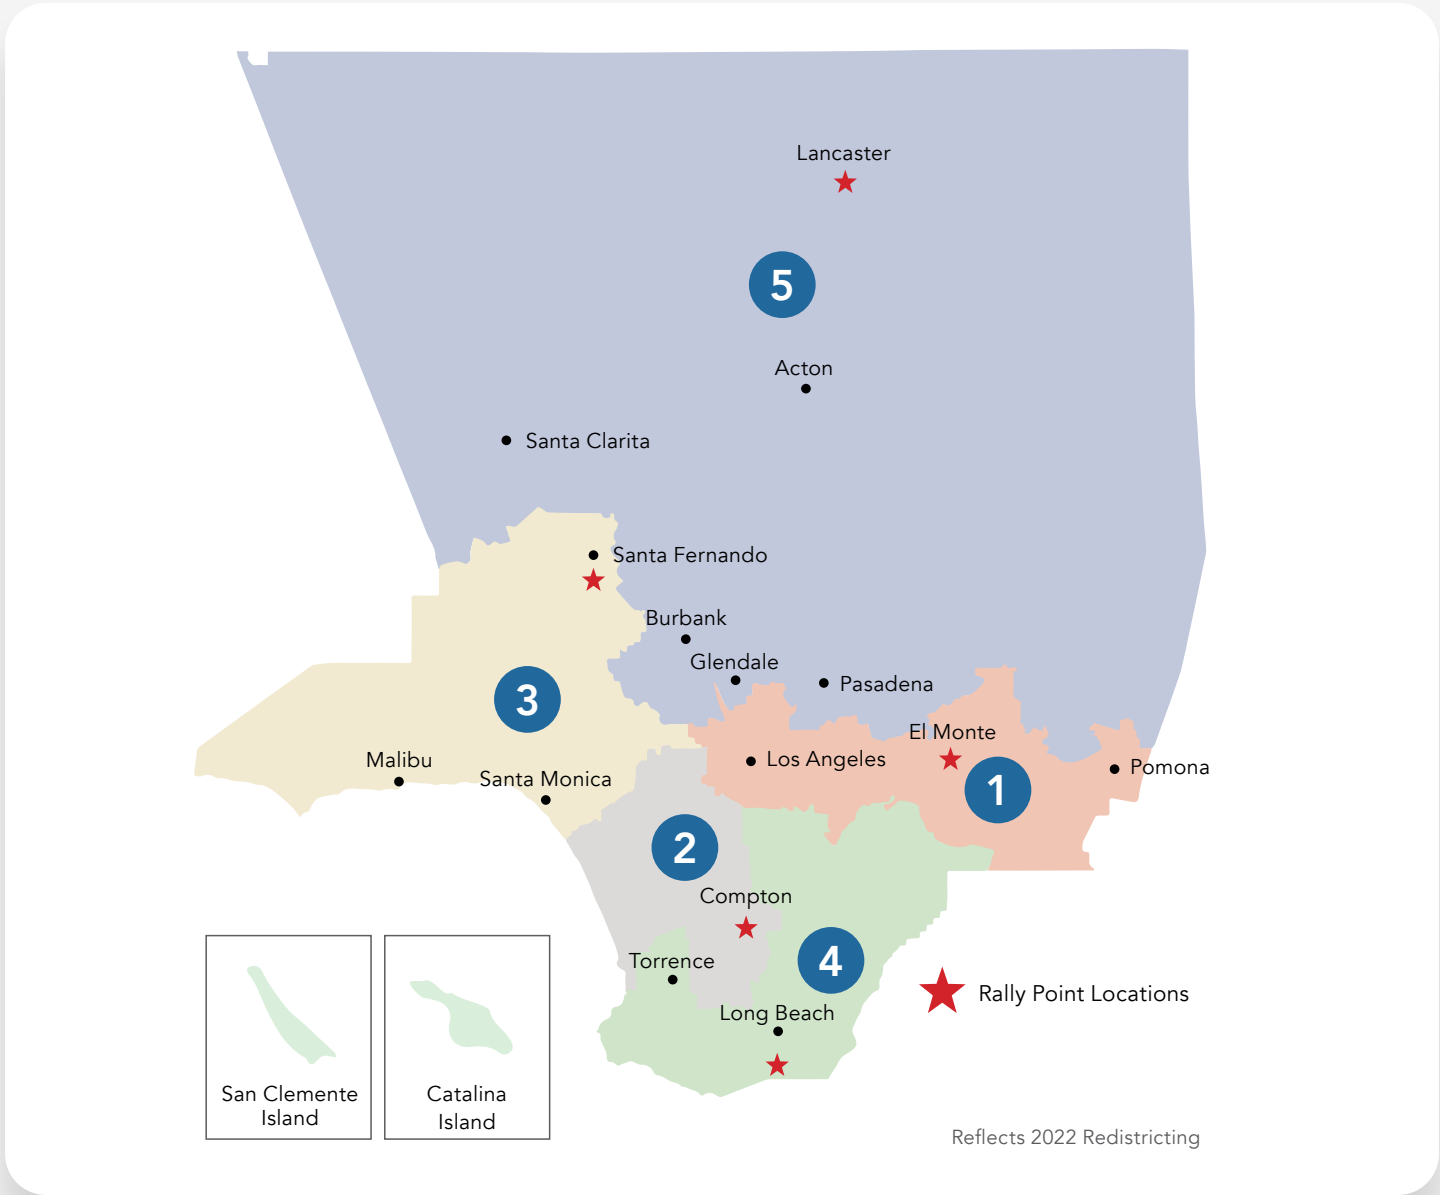 Lancaster
5
Acton
Santa Clarita
Santa Fernando
Burbank
Glendale
Pasadena
3
El Monte
Malibu
Los Angeles
Pomona
Santa Monica
1
2
Compton
Torrence
4
Long Beach
Rally Point Locations
San Clemente
Island
Catalina
Island
Reflects 2022 Redistricting